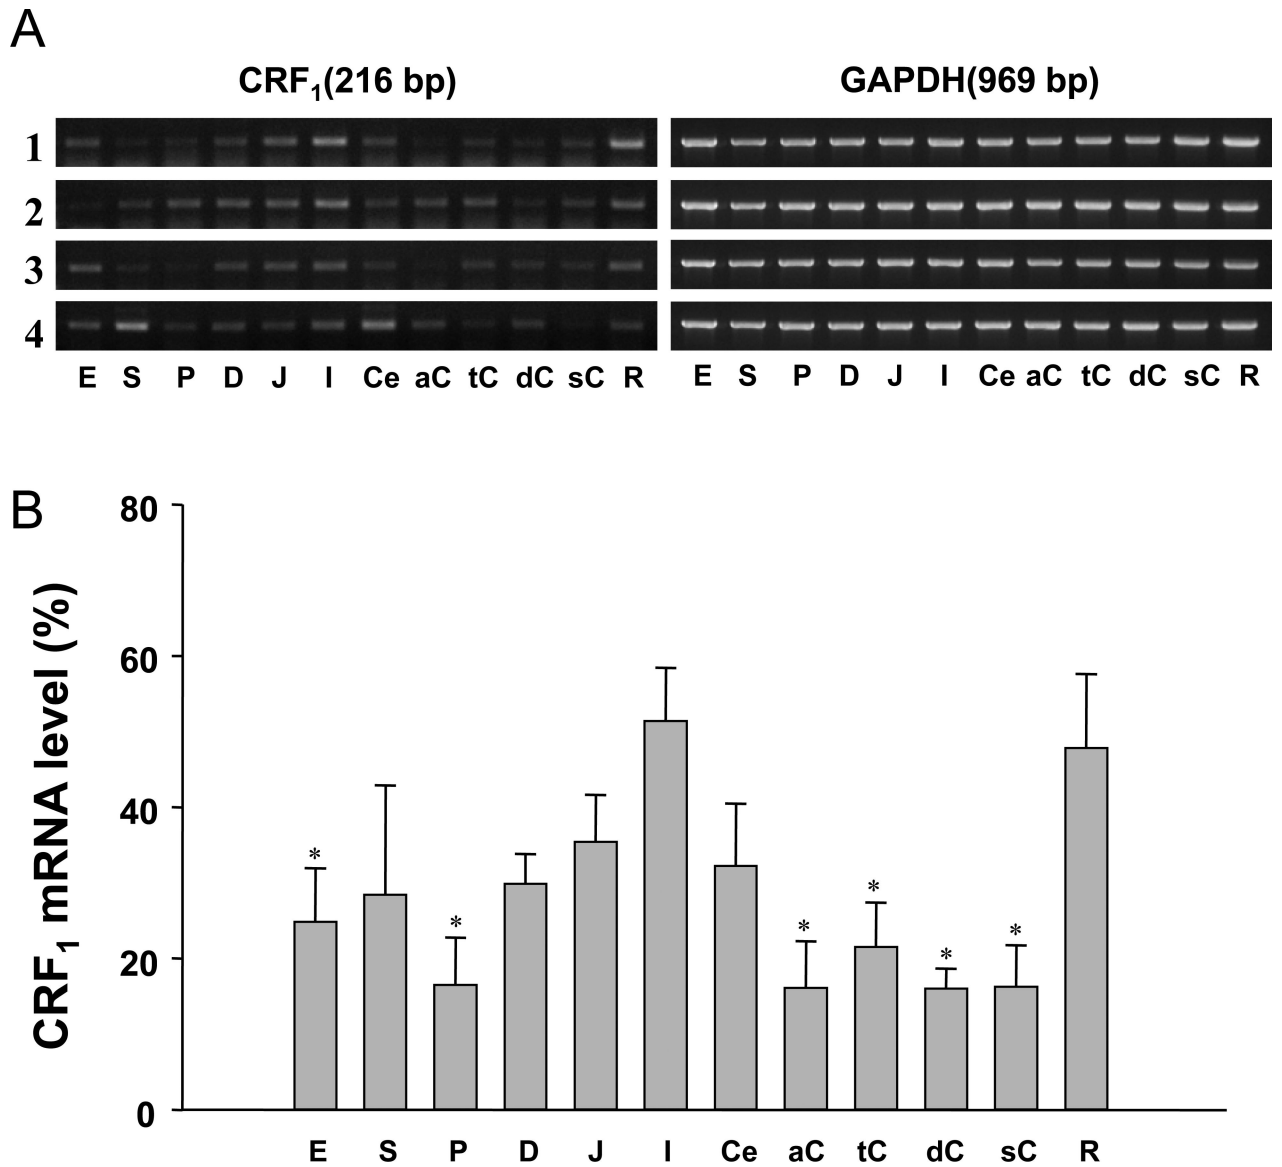 A
CRF1(216 bp) GAPDH(969 bp)
1
2
3
4
E S P D J I Ce aC tC dC sC R E S P D J I Ce aC tC dC sC R
B
CRF1 mRNA level (%)
80
60
40
20
0
* * * * * *
E S P D J I Ce aC tC dC sC R